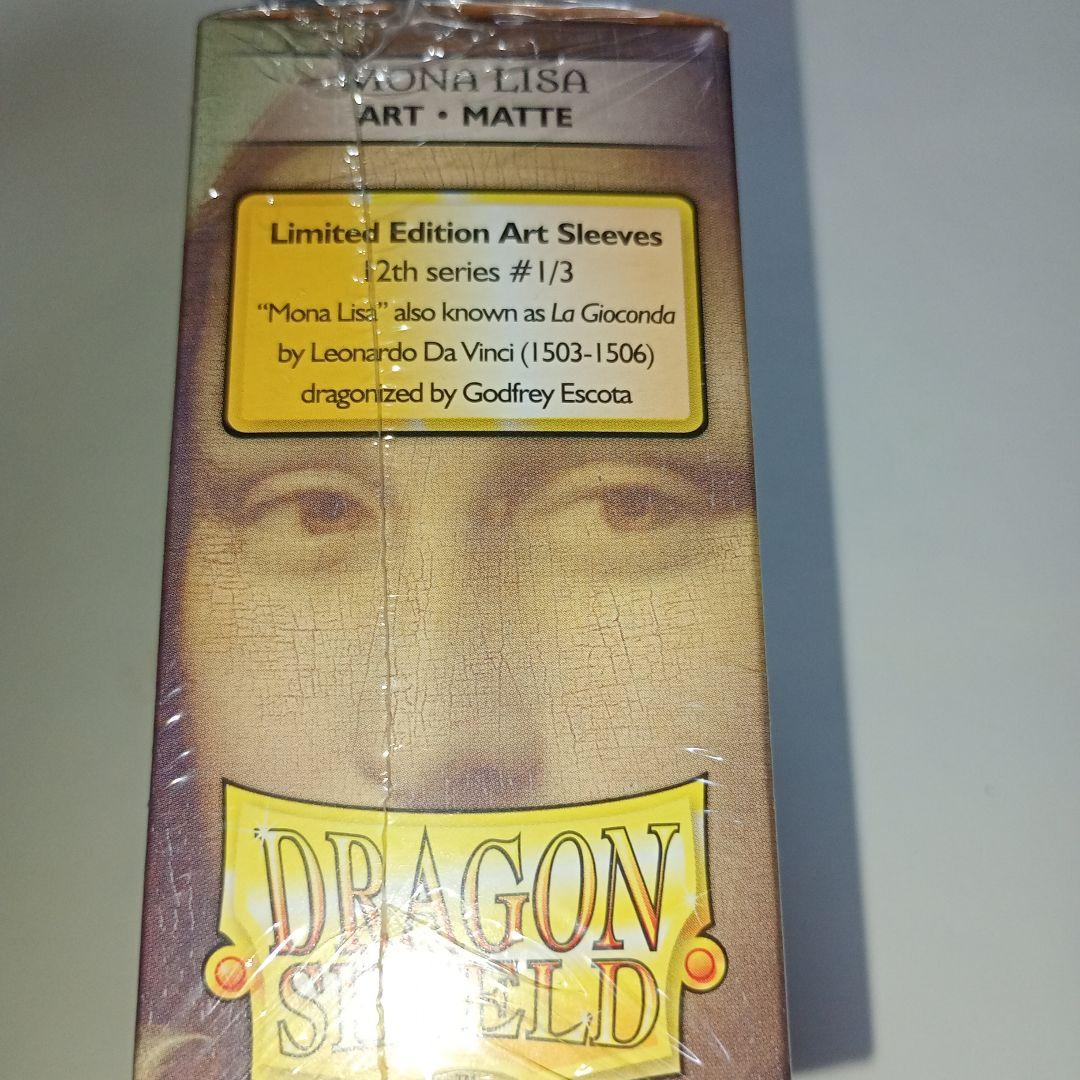 MONA LISA
ART • MATTE
Limited Edition Art Sleeves
12th series #1/3
“Mona Lisa” also known as La Gioconda
by Leonardo Da Vinci (1503-1506)
dragonized by Godfrey Escota
DRAGON
SHIELD
™